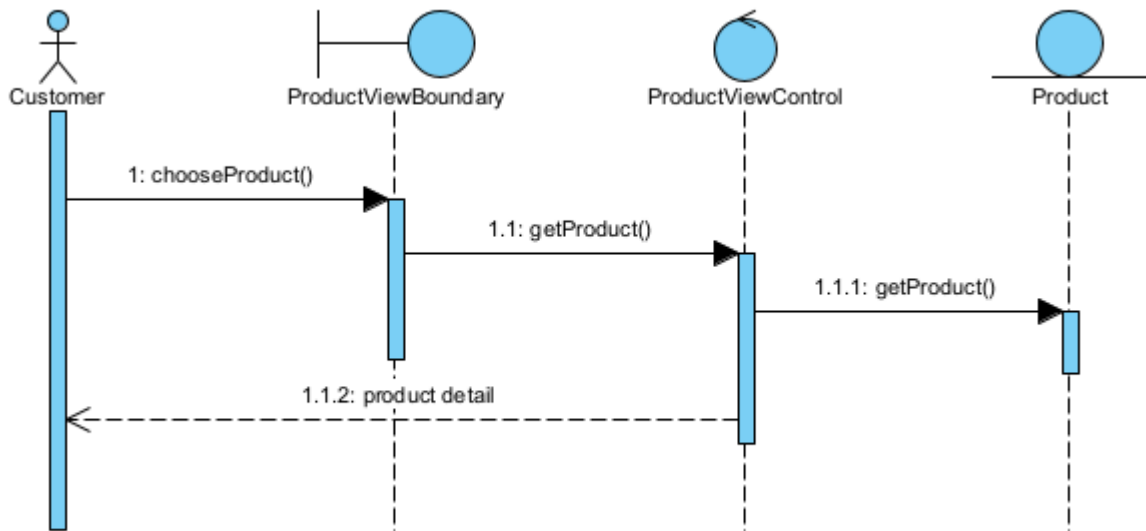 Customer
ProductViewBoundary
ProductViewControl
Product
1: chooseProduct()
1.1: getProduct()
1.1.1: getProduct()
1.1.2: product detail